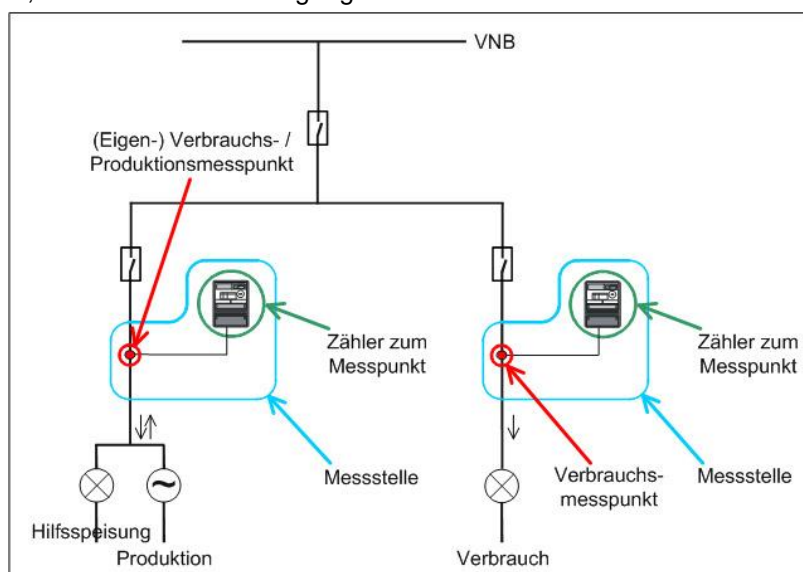 VNB
(Eigen-) Verbrauchs- /
Produktionsmesspunkt
Zähler zum
Messpunkt
Zähler zum
Messpunkt
Messstelle
Verbrauchs-
messpunkt
Messstelle
Hilfsspeisung
Produktion
Verbrauch